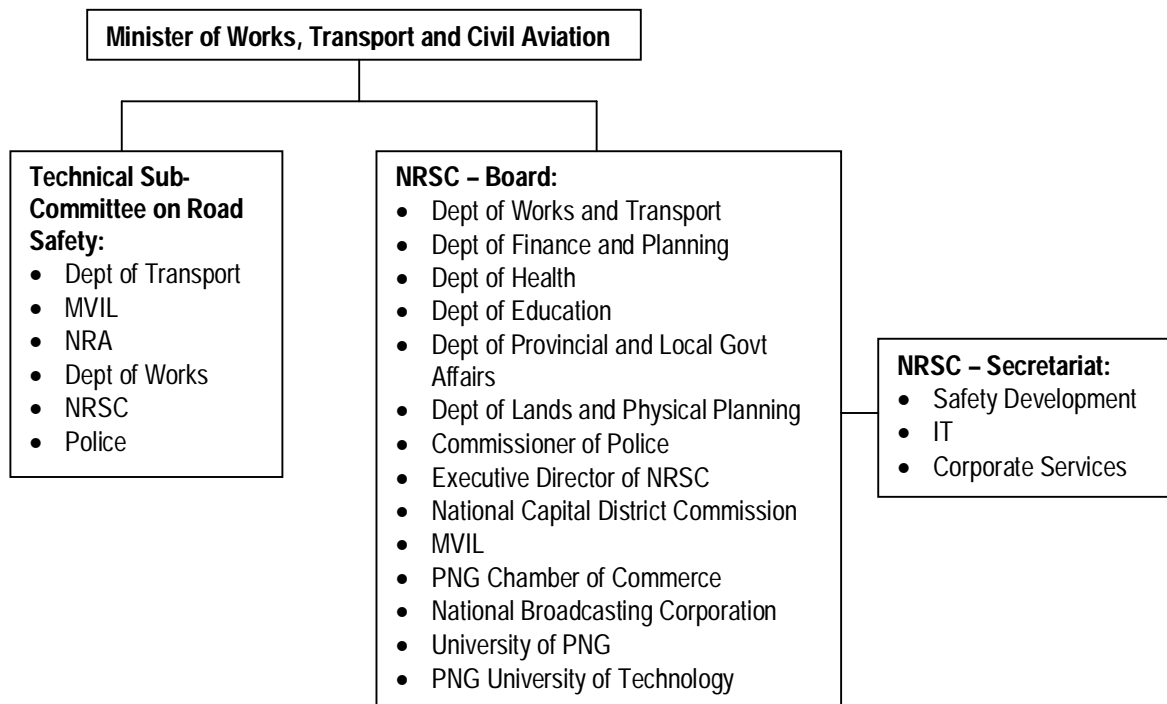 Minister of Works, Transport and Civil Aviation
Technical Sub-
Committee on Road
Safety:
• Dept of Transport
• MVIL
• NRA
• Dept of Works
• NRSC
• Police
NRSC – Board:
• Dept of Works and Transport
• Dept of Finance and Planning
• Dept of Health
• Dept of Education
• Dept of Provincial and Local Govt
Affairs
• Dept of Lands and Physical Planning
• Commissioner of Police
• Executive Director of NRSC
• National Capital District Commission
• MVIL
• PNG Chamber of Commerce
• National Broadcasting Corporation
• University of PNG
• PNG University of Technology
NRSC – Secretariat:
• Safety Development
• IT
• Corporate Services